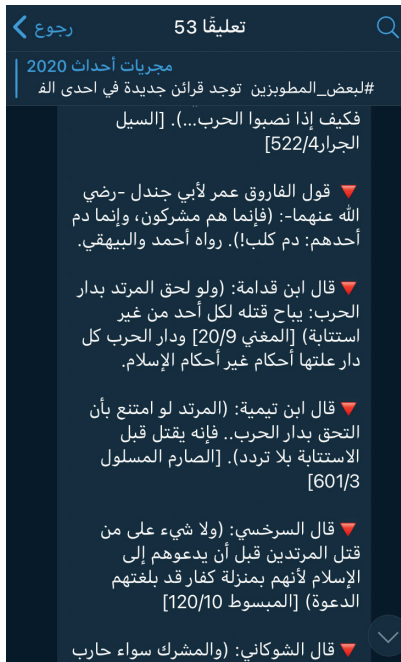 رجوع
53 تعليقًا
مجريات أحداث 2020
#لبعض_المطوبزين توجد قرائن جديدة في احدى الف
فكيف إذا نصبوا الحرب...). [السيل
الجرار522/4]
🔻 قول الفاروق عمر لأبي جندل -رضي
الله عنهما-: (فإنما هم مشركون، وإنما دم
أحدهم: دم كلب!). رواه أحمد والبيهقي.
🔻 قال ابن قدامة: (ولو لحق المرتد بدار
الحرب: يباح قتله لكل أحد من غير
استتابة) [المغني 20/9] ودار الحرب كل
دار علتها أحكام غير أحكام الإسلام.
🔻 قال ابن تيمية: (المرتد لو امتنع بأن
التحق بدار الحرب.. فإنه يقتل قبل
الاستتابة بلا تردد). [الصارم المسلول
601/3]
🔻 قال السرخسي: (ولا شيء على من
قتل المرتدين قبل أن يدعوهم إلى
الإسلام لأنهم بمنزلة كفار قد بلغتهم
الدعوة) [المبسوط 120/10]
🔻 قال الشوكاني: (والمشرك سواء حارب